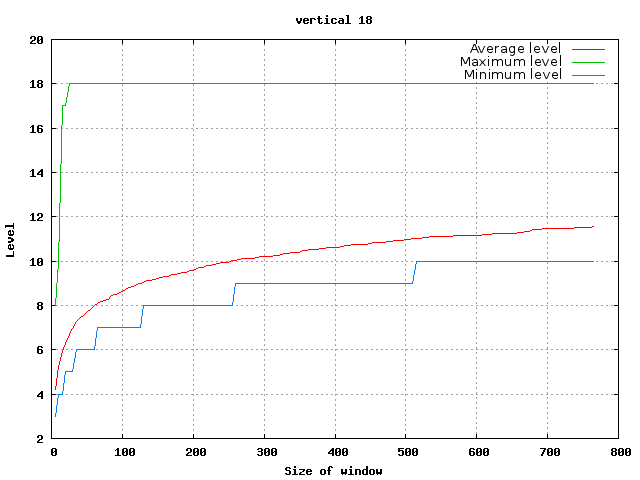 vertical 18
Average level
Maximum level
Minimum level
20
18
16
14
12
10
8
6
4
2
Level
0 100 200 300 400 500 600 700 800
Size of window